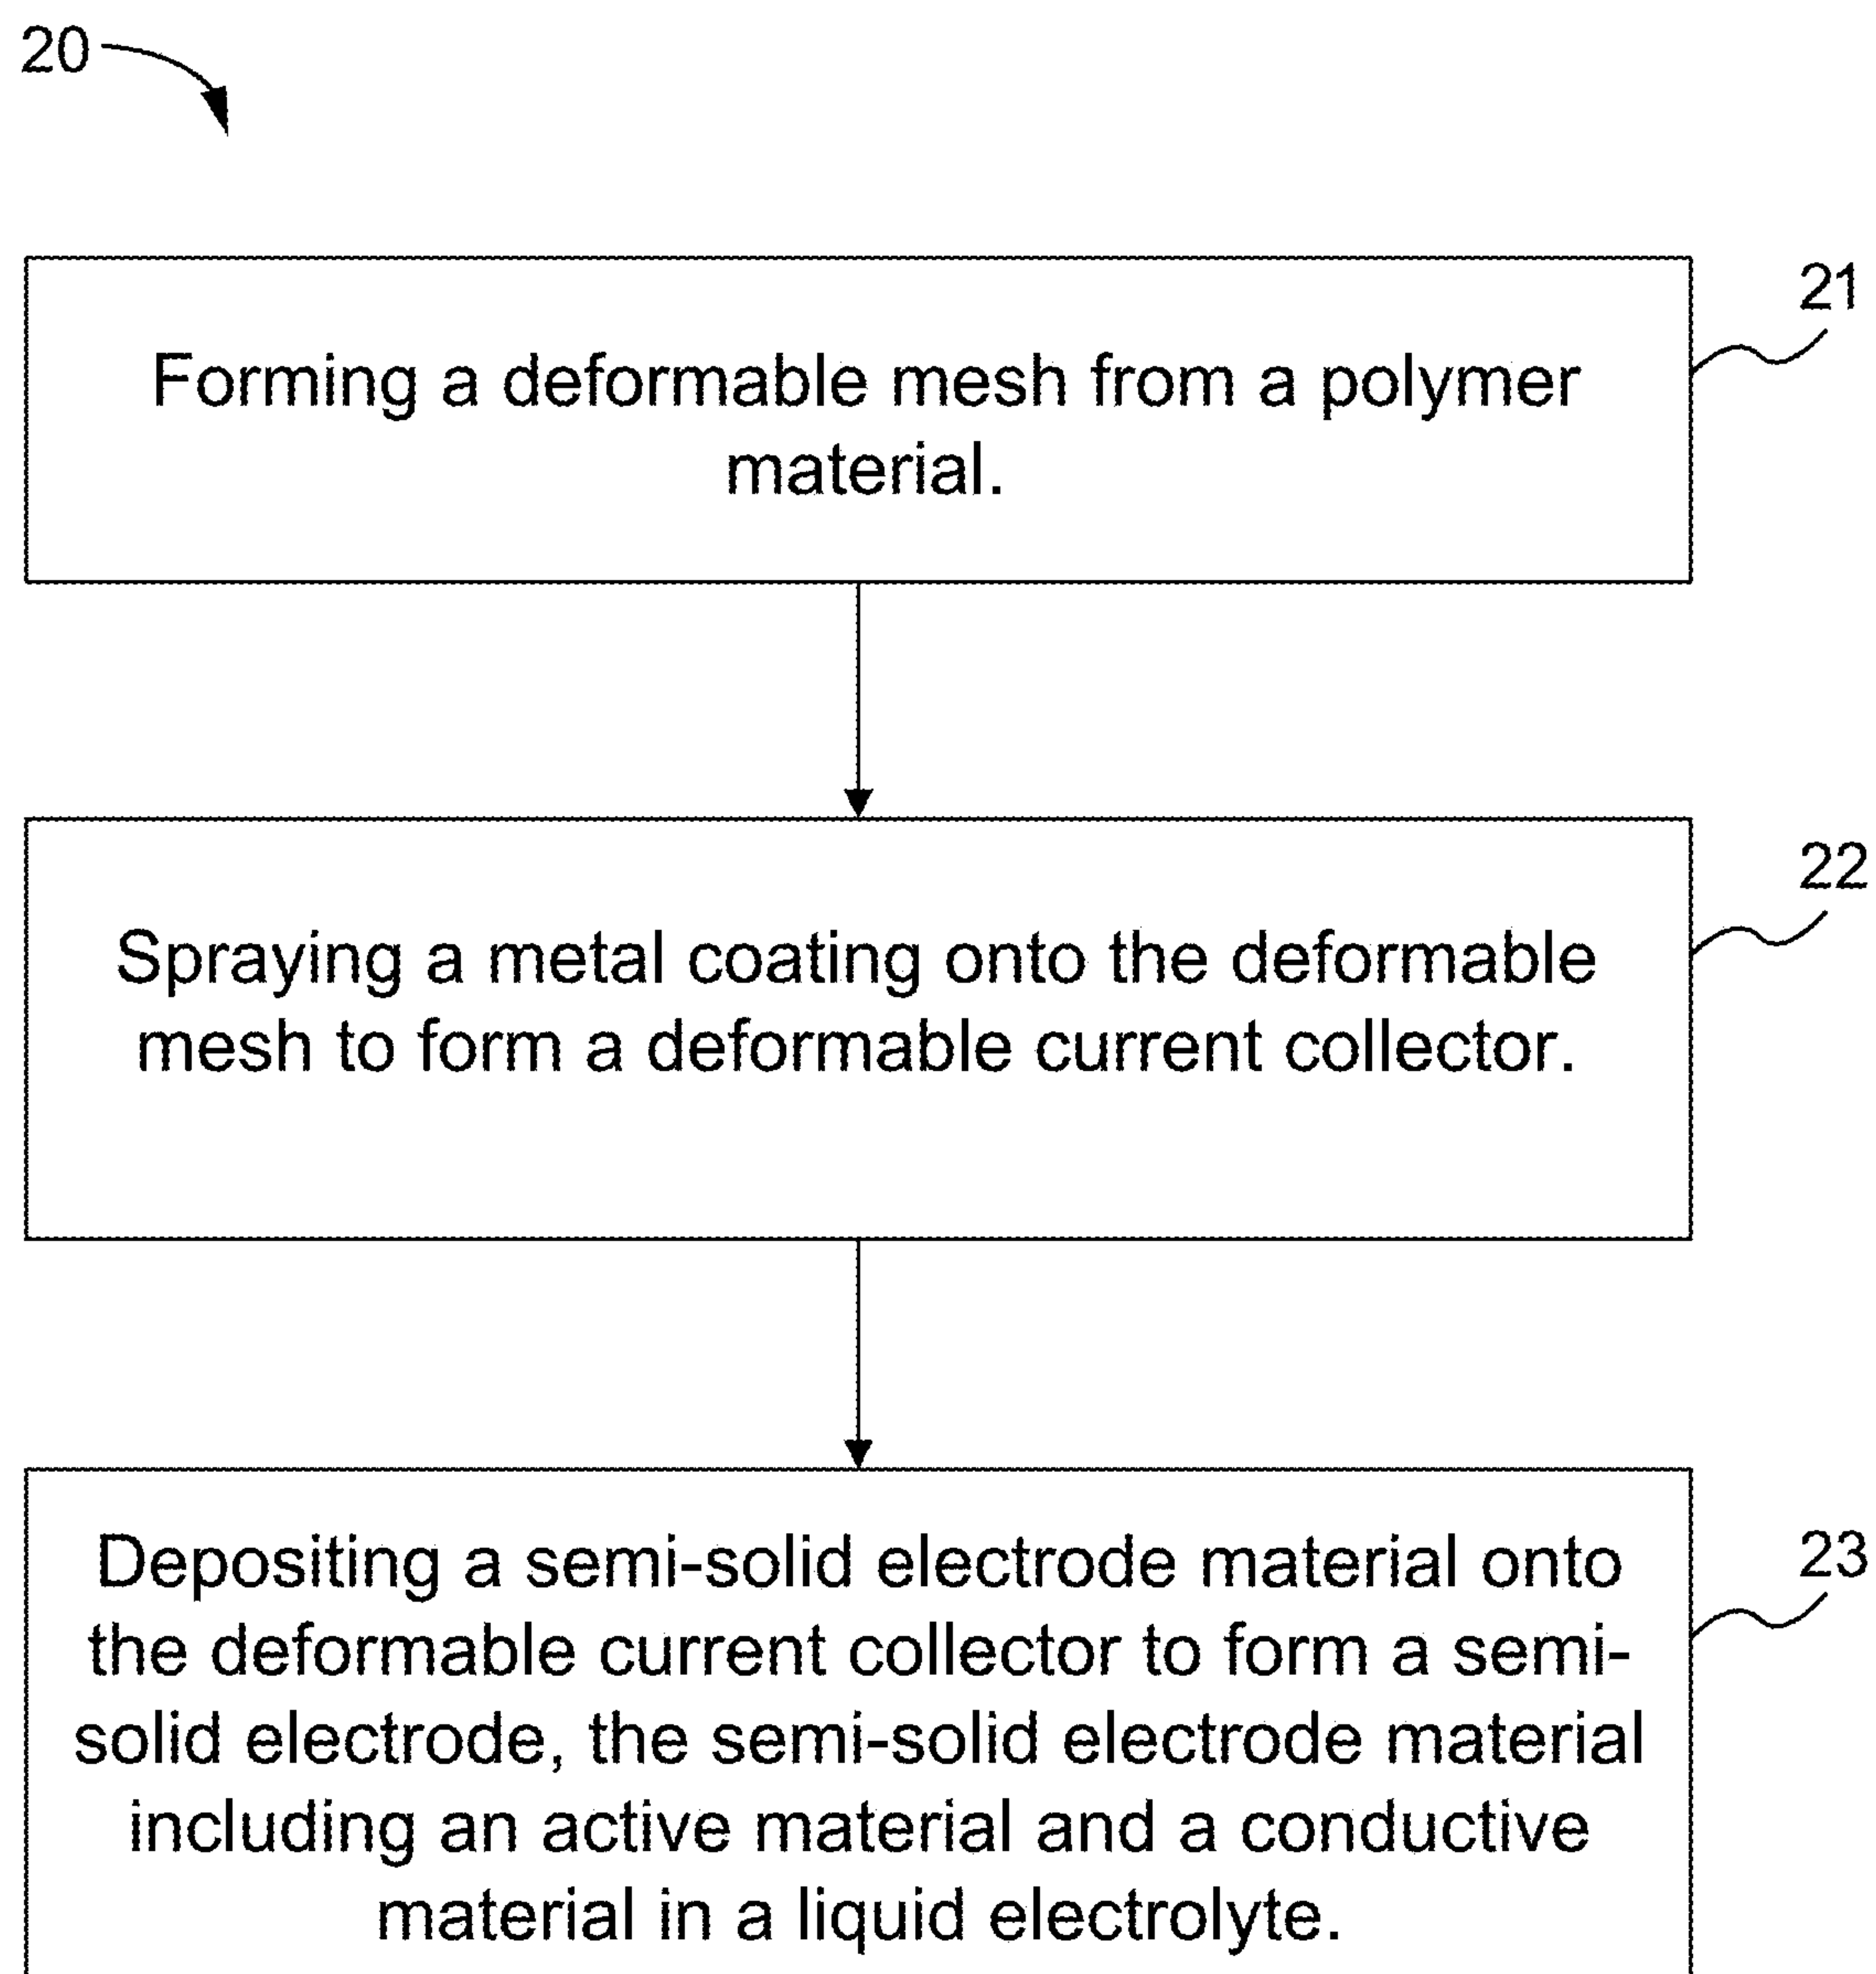 20
21
Forming a deformable mesh from a polymer
material.
22
Spraying a metal coating onto the deformable
mesh to form a deformable current collector.
23
Depositing a semi-solid electrode material onto
the deformable current collector to form a semi-
solid electrode, the semi-solid electrode material
including an active material and a conductive
material in a liquid electrolyte.